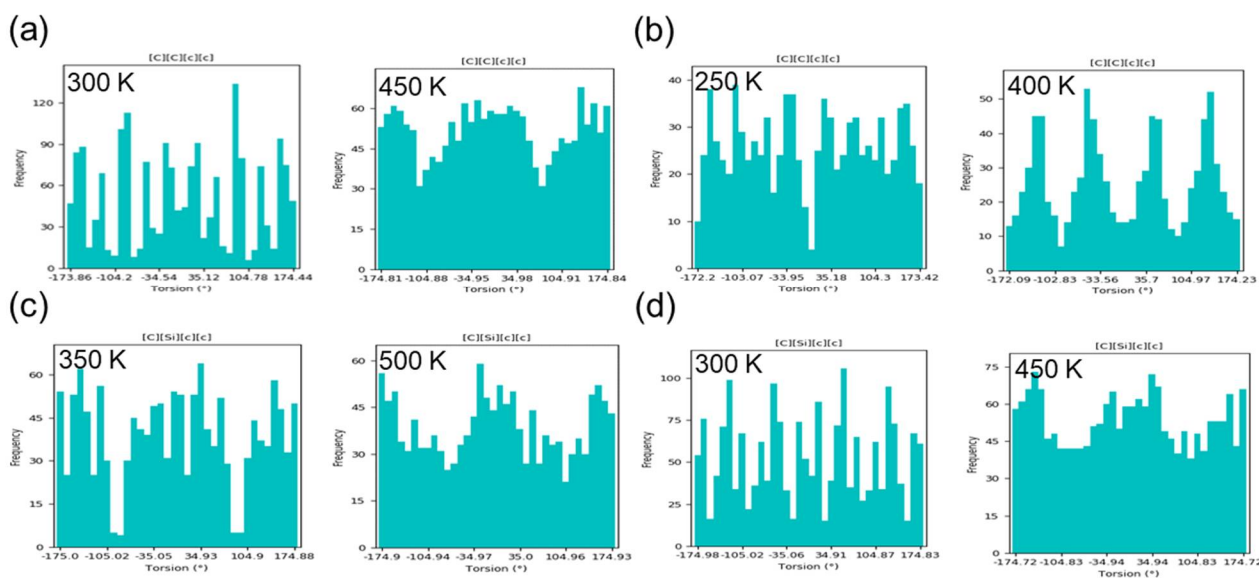 (a)
[C][C][c][c]
300 K
120
90
60
30
0
Frequency
-173.86 -104.2 -34.54 35.12 104.78 174.44
Torsion (°)
[C][C][c][c]
450 K
75
60
45
30
15
0
Frequency
-174.81 -104.88 -34.95 34.98 104.91 174.84
Torsion (°)
(b)
[C][C][c][c]
250 K
40
30
20
10
0
Frequency
-172.2 -103.07 -33.95 35.18 104.3 173.42
Torsion (°)
[C][C][c][c]
400 K
50
40
30
20
10
0
Frequency
-172.09 -102.83 -33.56 35.7 104.97 174.23
Torsion (°)
(c)
[C][Si][c][c]
350 K
60
45
30
15
0
Frequency
-175.0 -105.02 -35.05 34.93 104.9 174.88
Torsion (°)
[C][Si][c][c]
500 K
60
45
30
15
0
Frequency
-174.9 -104.94 -34.97 35.0 104.96 174.93
Torsion (°)
(d)
[C][Si][c][c]
300 K
100
75
50
25
0
Frequency
-174.98 -105.02 -35.06 34.91 104.87 174.83
Torsion (°)
[C][Si][c][c]
450 K
75
60
45
30
15
0
Frequency
-174.72 -104.83 -34.94 34.94 104.83
Torsion (°)